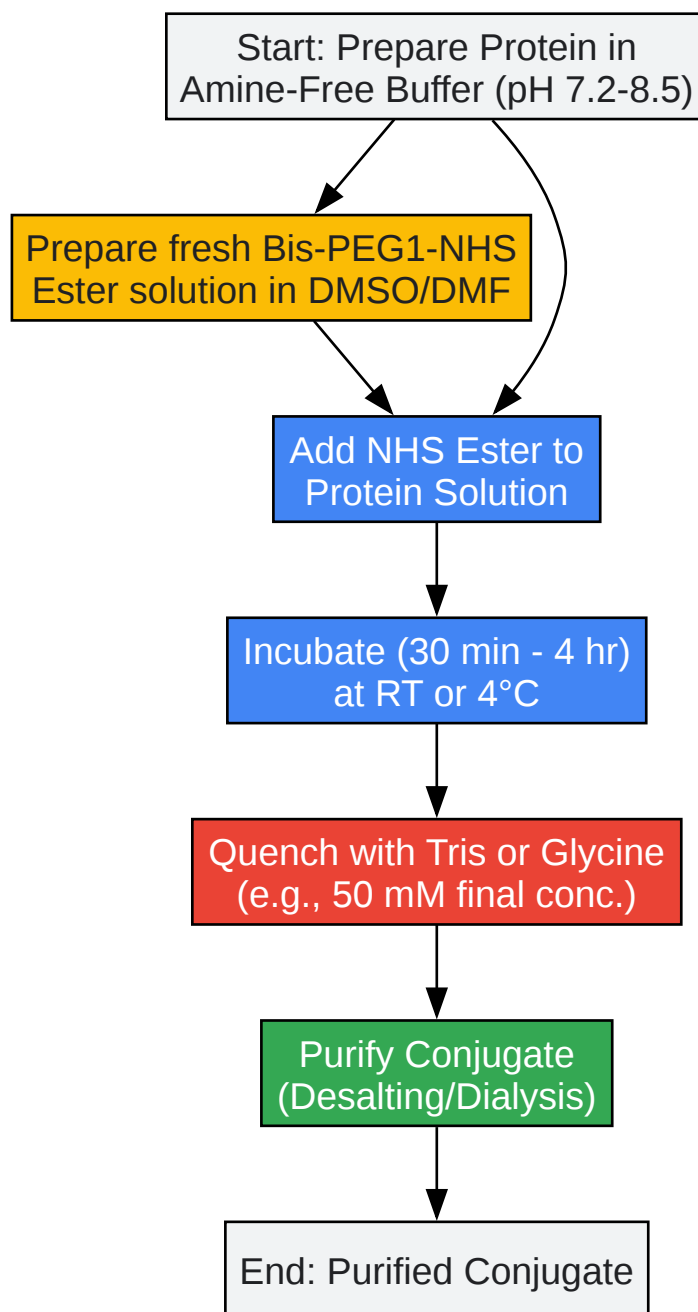 Start: Prepare Protein in
Amine-Free Buffer (pH 7.2-8.5)
Prepare fresh Bis-PEG1-NHS
Ester solution in DMSO/DMF
Add NHS Ester to
Protein Solution
Incubate (30 min - 4 hr)
at RT or 4°C
Quench with Tris or Glycine
(e.g., 50 mM final conc.)
Purify Conjugate
(Desalting/Dialysis)
End: Purified Conjugate